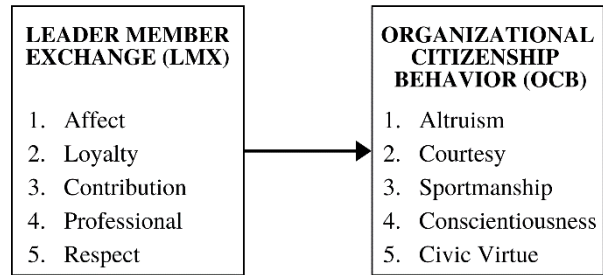 LEADER MEMBER
EXCHANGE (LMX)
1. Affect
2. Loyalty
3. Contribution
4. Professional
5. Respect
ORGANIZATIONAL
CITIZENSHIP
BEHAVIOR (OCB)
1. Altruism
2. Courtesy
3. Sportmanship
4. Conscientiousness
5. Civic Virtue